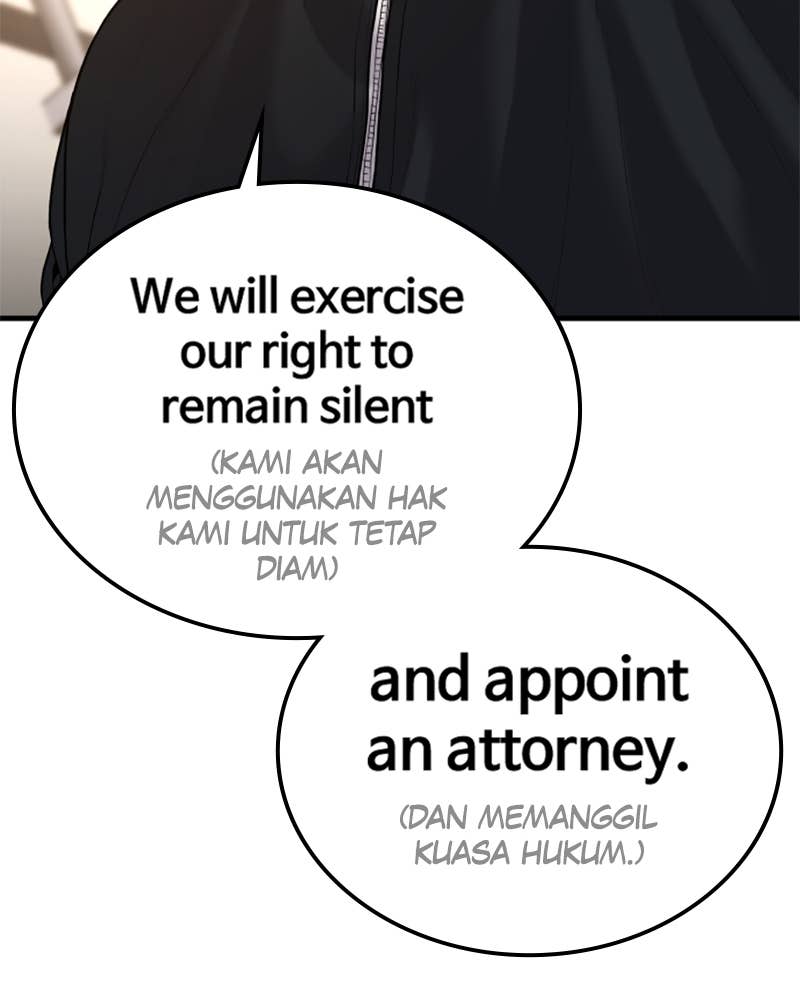 We will exercise
our right to
remain silent
(KAMI AKAN
MENGGUNAKAN HAK
KAMI UNTUK TETAP
DIAM)
and appoint
an attorney.
(DAN MEMANGGIL
KUASA HUKUM.)